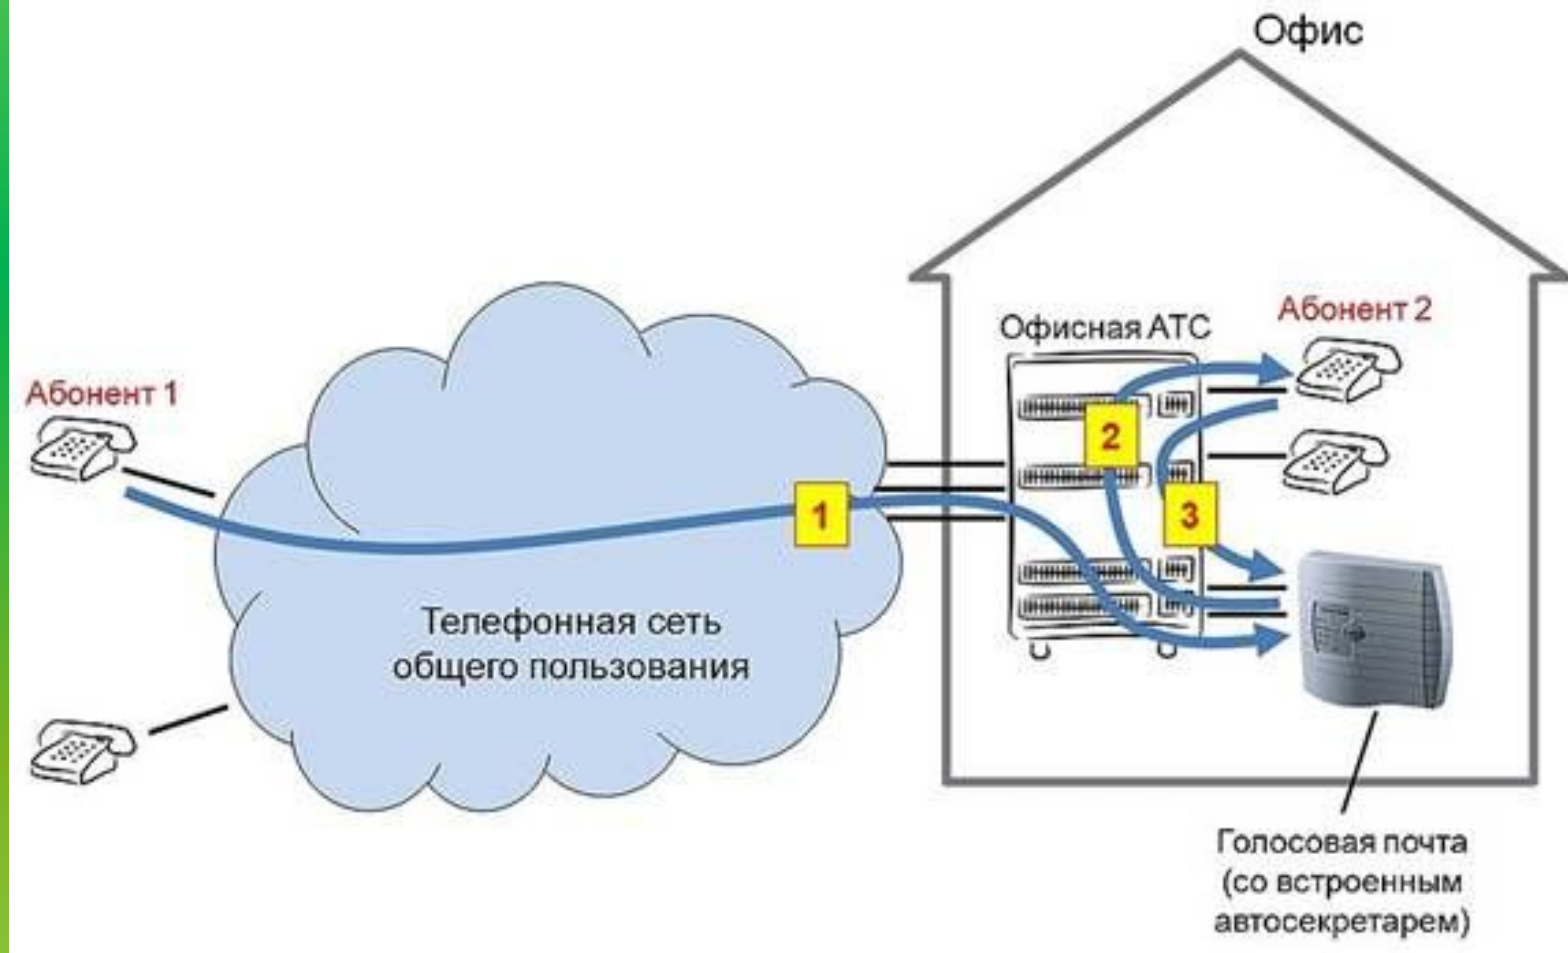 Офис
Абонент 2
Офисная АТС
Абонент 1
2
1
3
Телефонная сеть
общего пользования
Голосовая почта
(со встроенным
автосекретарем)